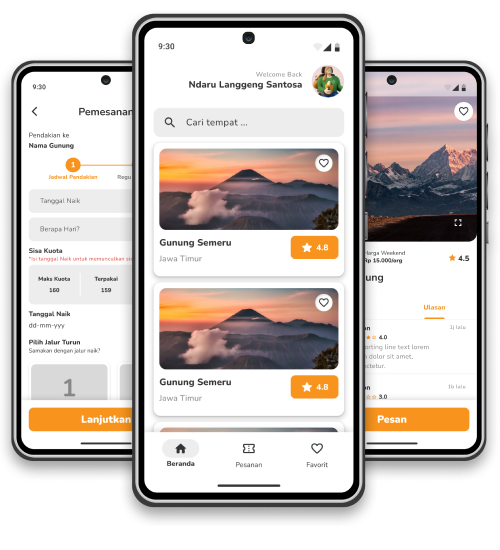 9:30
Pemesanan
Pendakian ke
Nama Gunung
1
Jadwal Pendakian
Regu
Tanggal Naik
Berapa Hari?
Sisa Kuota
*Isi tanggal Naik untuk memunculkan
Maks Kuota
Terpakai
160
159
Tanggal Naik
dd-mm-yyy
Pilih Jalur Turun
Samakan dengan jalur naik?
1
Lanjutkan
9:30
Welcome Back
Ndaru Langgeng Santosa
Cari tempat ...
Gunung Semeru
4.8
Jawa Timur
Gunung Semeru
4.8
Jawa Timur
Beranda
Pesanan
Favorit
Harga Weekend
Rp 15.000/org
4.5
ung
Ulasan
an
1j lalu
4.0
orting line text lorem
dolor sit amet,
ctetur.
an
1h lalu
3.0
Pesan